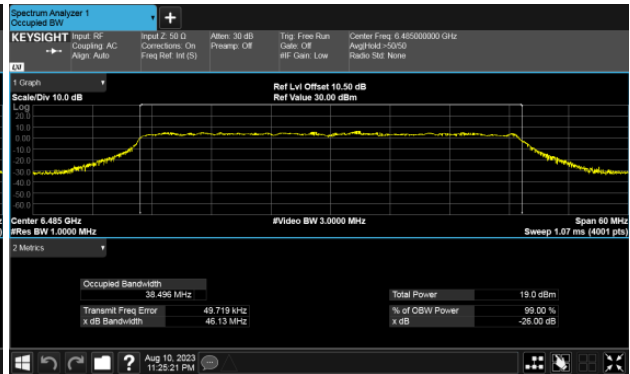 Spectrum Analyzer 1
Occupied BW
+
KEYSIGHT Input: RF Input Z: 50 Ω Atten: 30 dB Trig: Free Run Center Freq: 6.485000000 GHz
Coupling: AC Corrections: On Preamp: Off Gate: Off Avg|Hold:>50/50
Align: Auto Freq Ref: Int (S) #IF Gain: Low Radio Std: None
LXI
1 Graph Ref Lvl Offset 10.50 dB
Scale/Div 10.0 dB Ref Value 30.00 dBm
Log
20.0
10.0
0.00
-10.0
-20.0
-30.0
-40.0
-50.0
-60.0
Center 6.485 GHz #Video BW 3.0000 MHz Span 60 MHz
#Res BW 1.0000 MHz Sweep 1.07 ms (4001 pts)
2 Metrics
Occupied Bandwidth
38.496 MHz Total Power 19.0 dBm
Transmit Freq Error 49.719 kHz % of OBW Power 99.00 %
x dB Bandwidth 46.13 MHz x dB -26.00 dB
? Aug 10, 2023
11:25:21 PM